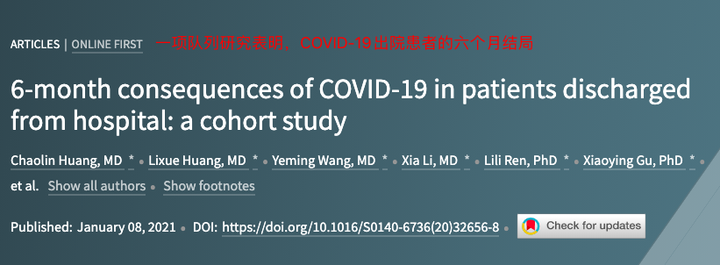 ARTICLES | ONLINE FIRST 一项队列研究表明，COVID-19出院患者的六个月结局
6-month consequences of COVID-19 in patients discharged
from hospital: a cohort study
Chaolin Huang, MD * • Lixue Huang, MD * • Yeming Wang, MD * • Xia Li, MD * • Lili Ren, PhD * • Xiaoying Gu, PhD * •
et al. Show all authors • Show footnotes
Published: January 08, 2021 • DOI: https://doi.org/10.1016/S0140-6736(20)32656-8 • Check for updates